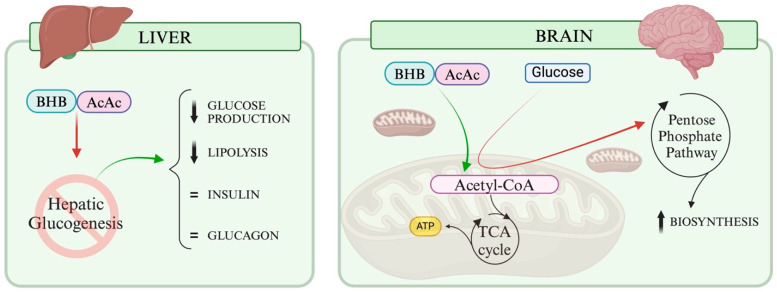 LIVER
BHB
AcAc
Hepatic
Glucogenesis
GLUCOSE
PRODUCTION
LIPOLYSIS
= INSULIN
= GLUCAGON
BRAIN
BHB
AcAc
Glucose
Acetyl-CoA
ATP
TCA
cycle
Pentose
Phosphate
Pathway
BIOSYNTHESIS